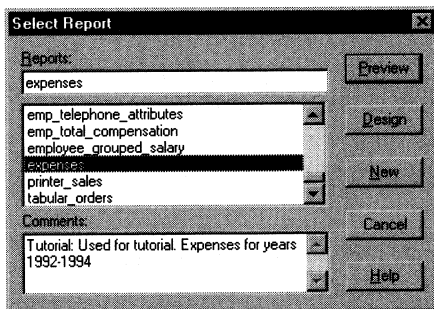 Select Report
Reports:
expenses
Preview
emp_telephone_attributes
emp_total_compensation
employee_grouped_salary
expenses
printer_sales
tabular_orders
Design
New
Comments:
Tutorial: Used for tutorial. Expenses for years
1992-1994
Cancel
Help